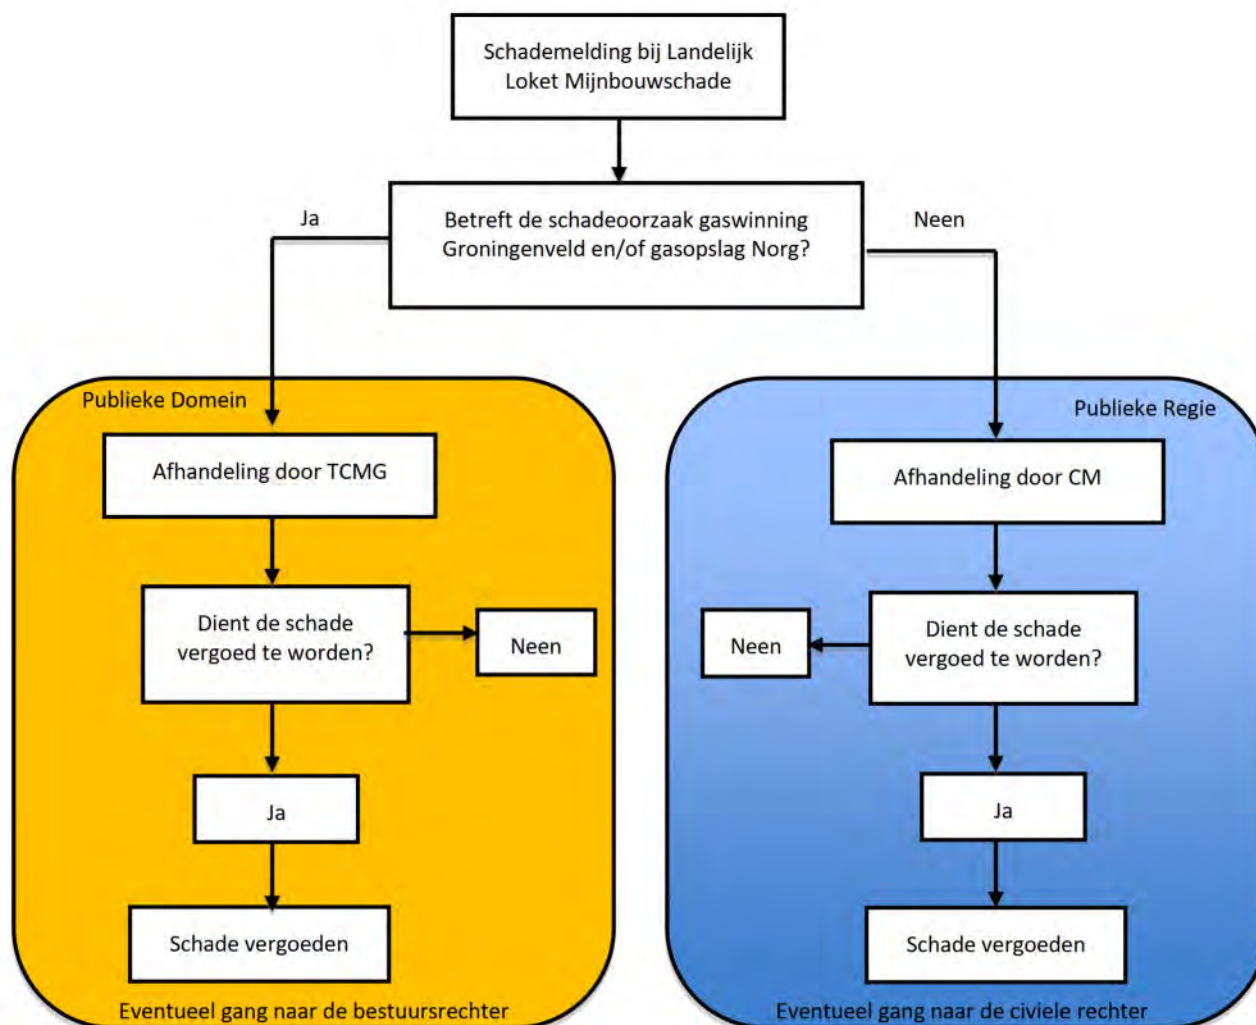 Schademelding bij Landelijk
Loket Mijnbouwschade
Betreft de schadeoorzaak gaswinning
Groningenveld en/of gasopslag Norg?
Ja
Neen
Publieke Domein
Afhandeling door TCMG
Dient de schade
vergoed te worden?
Neen
Ja
Schade vergoeden
Eventueel gang naar de bestuursrechter
Publieke Regie
Afhandeling door CM
Dient de schade
vergoed te worden?
Neen
Ja
Schade vergoeden
Eventueel gang naar de civiele rechter